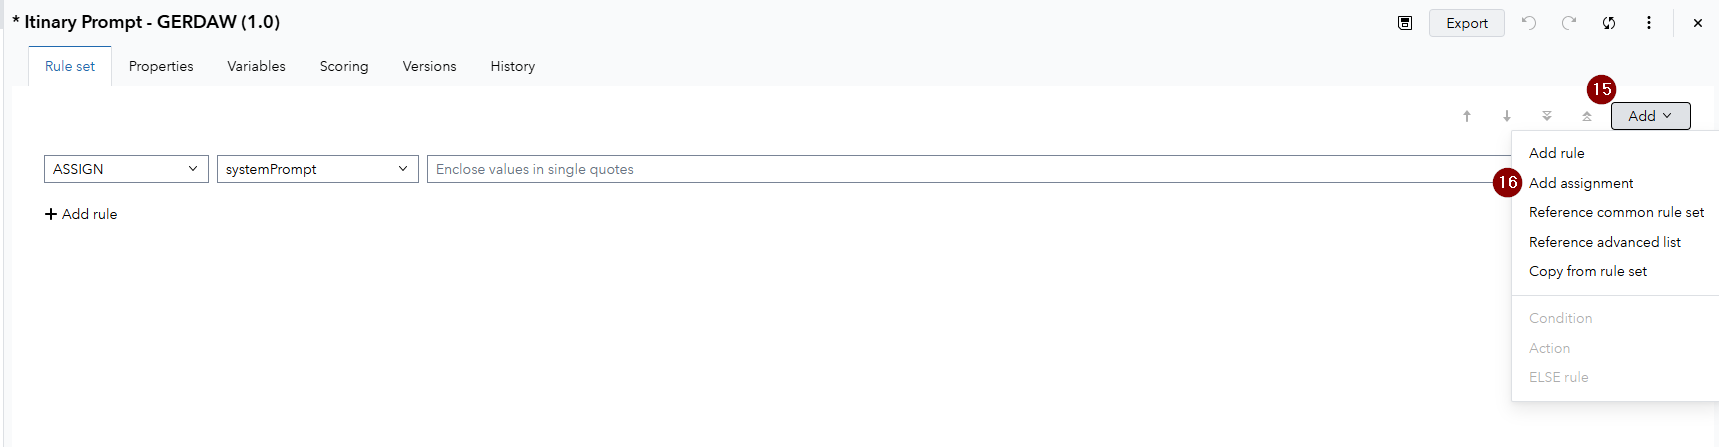 * Itinary Prompt - GERDAW (1.0)
Export
Rule set Properties Variables Scoring Versions History
15
Add
ASSIGN systemPrompt Enclose values in single quotes
Add rule
Add rule
16 Add assignment
Reference common rule set
Reference advanced list
Copy from rule set
Condition
Action
ELSE rule